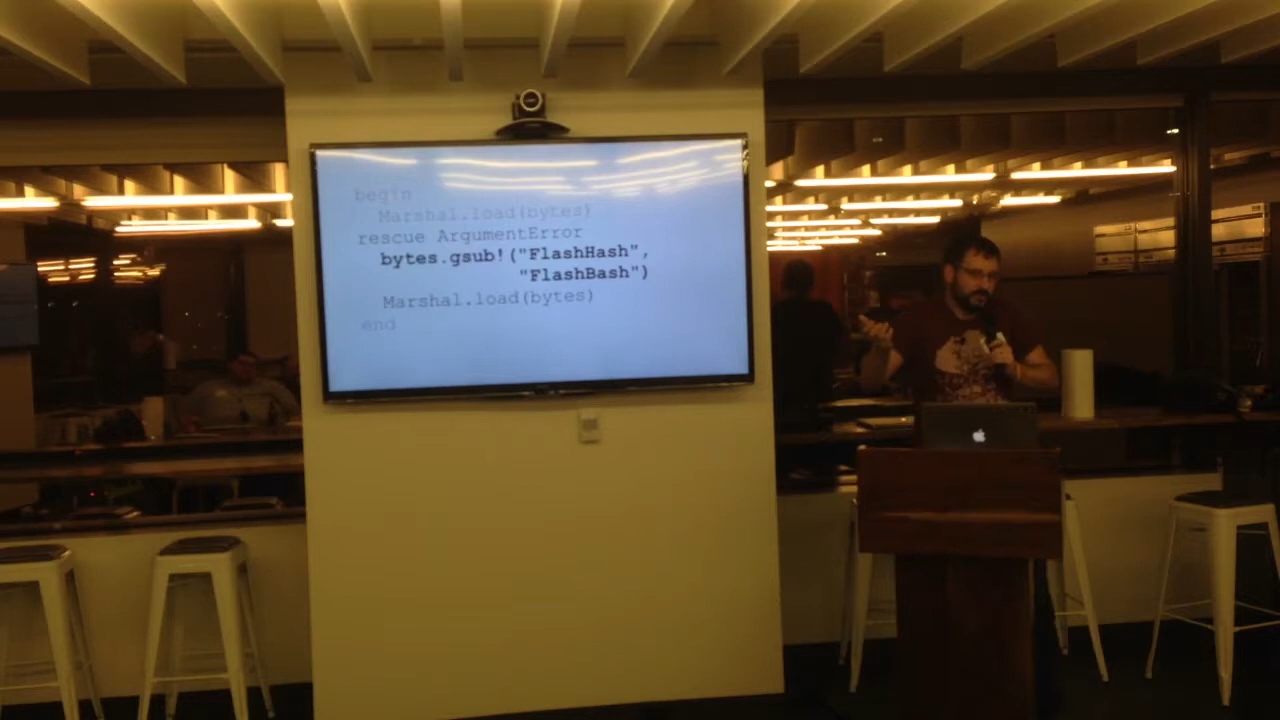 begin
  Marshal.load(bytes)
rescue ArgumentError
  bytes.gsub!("FlashHash",
              "FlashBash")
  Marshal.load(bytes)
end